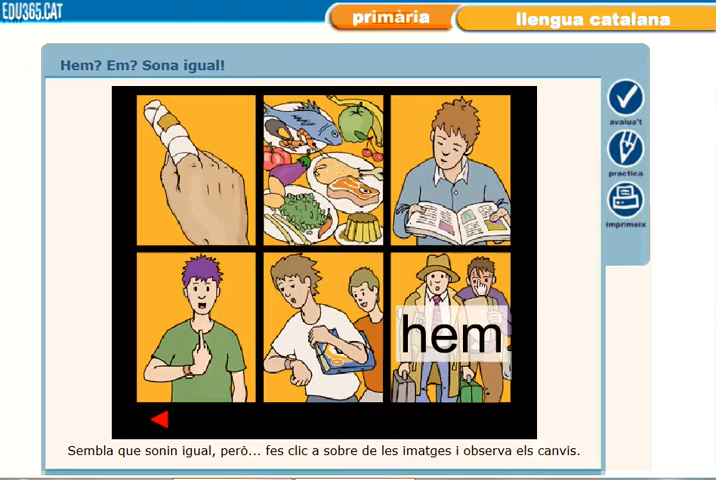 EDU365.CAT
primària
llengua catalana
Hem? Em? Sona igual!
avalua't
practica
imprimeix
hem
Sembla que sonin igual, però... fes clic a sobre de les imatges i observa els canvis.